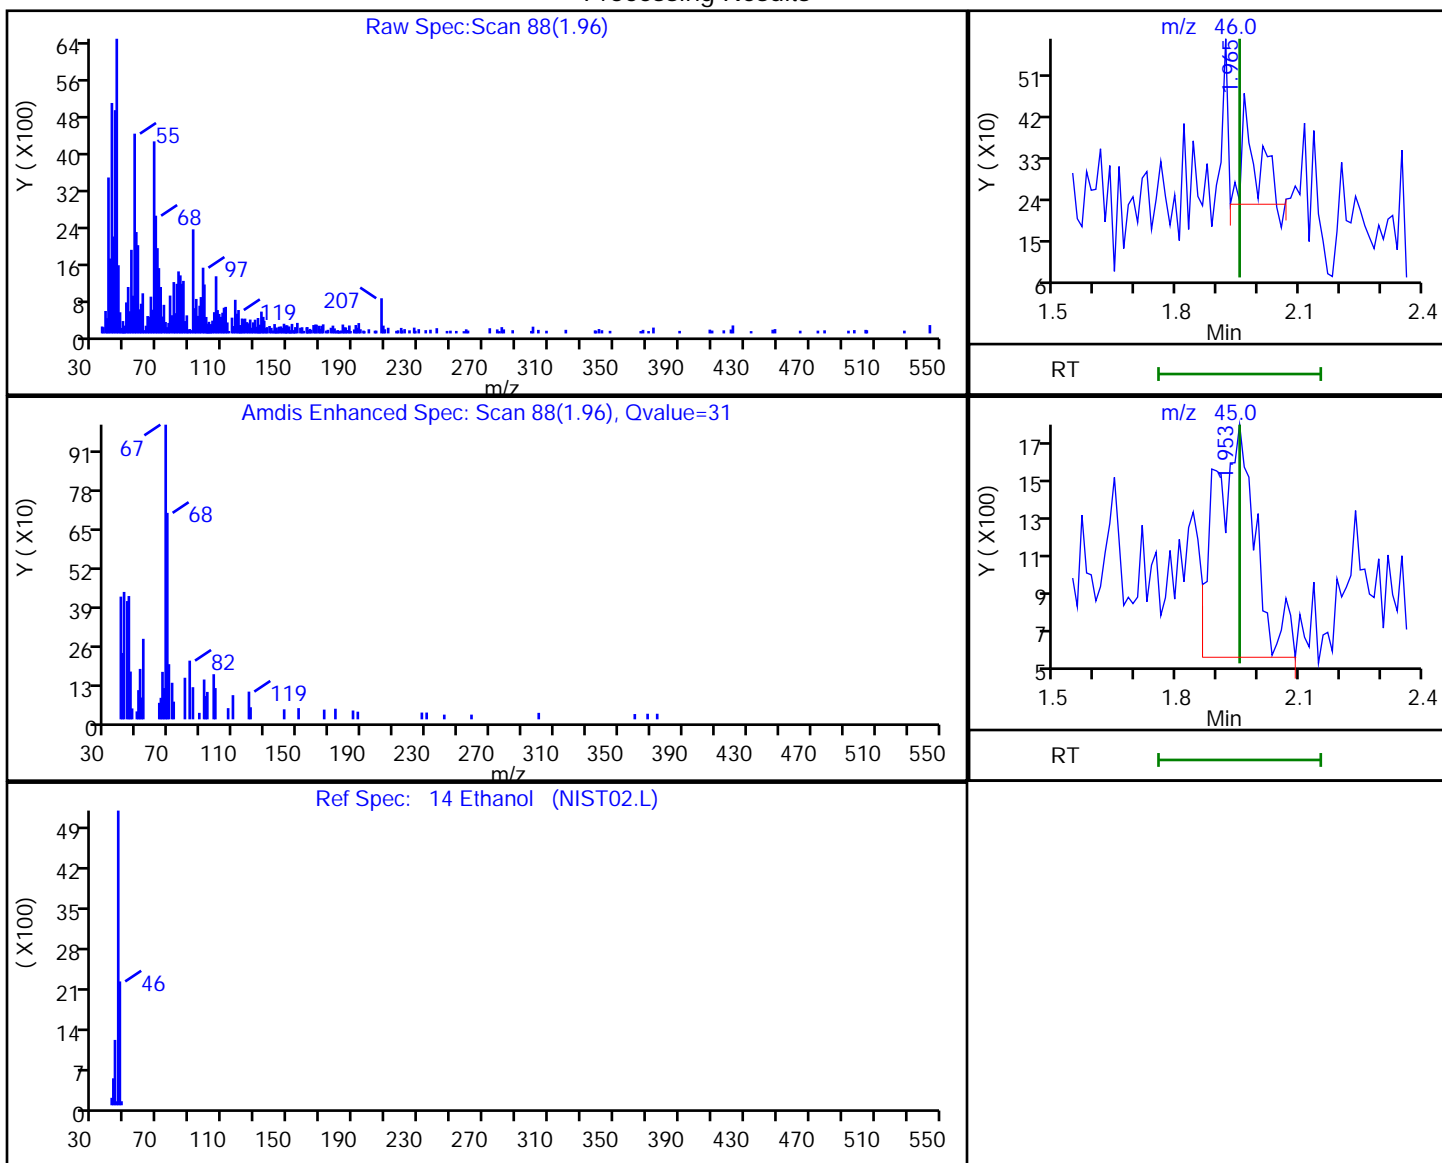 Raw Spec:Scan 88(1.96)
Y ( X100)
64
56
48
40
32
24
16
8
0
55
68
97
119
207
30 70 110 150 190 230 270 310 350 390 430 470 510 550
m/z
m/z 46.0
Y ( X10)
51
42
33
24
15
6
1.965
1.5 1.8 2.1 2.4
Min
RT
Amdis Enhanced Spec: Scan 88(1.96), Qvalue=31
Y ( X10)
91
78
65
52
39
26
13
0
67
68
82
119
30 70 110 150 190 230 270 310 350 390 430 470 510 550
m/z
m/z 45.0
Y ( X100)
17
15
13
11
9
7
5
1.953
1.5 1.8 2.1 2.4
Min
RT
Ref Spec: 14 Ethanol (NIST02.L)
( X100)
49
42
35
28
21
14
7
0
46
30 70 110 150 190 230 270 310 350 390 430 470 510 550